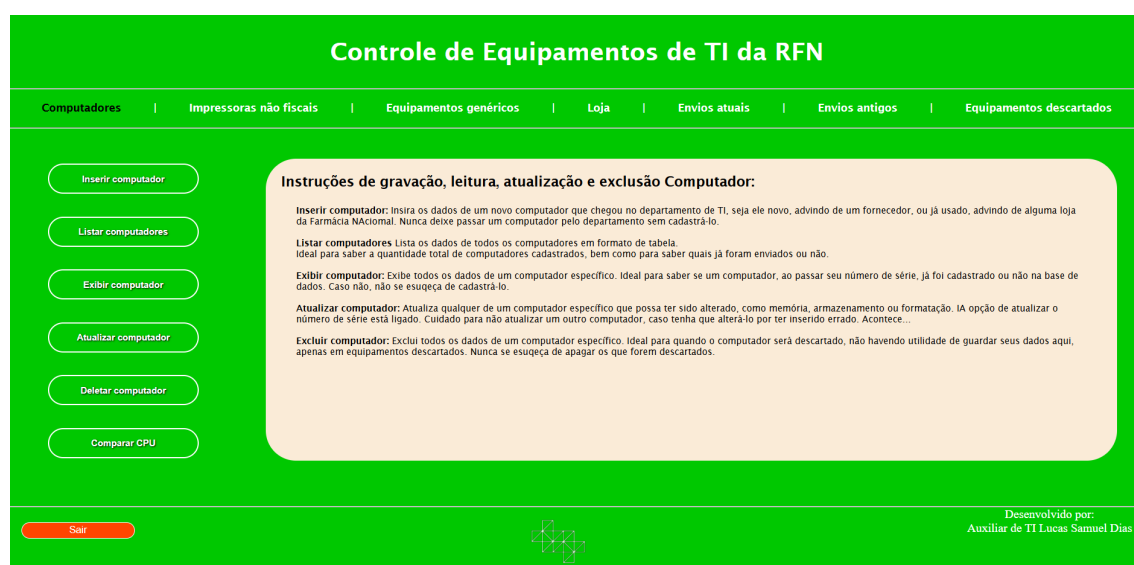 Controle de Equipamentos de TI da RFN
Computadores | Impressoras não fiscais | Equipamentos genéricos | Loja | Envios atuais | Envios antigos | Equipamentos descartados
Inserir computador
Listar computadores
Exibir computador
Atualizar computador
Deletar computador
Comparar CPU
Instruções de gravação, leitura, atualização e exclusão Computador:
Inserir computador: Insira os dados de um novo computador que chegou no departamento de TI, seja ele novo, advindo de um fornecedor, ou já usado, advindo de alguma loja
da Farmàcia NAcional. Nunca deixe passar um computador pelo departamento sem cadastrá-lo.
Listar computadores Lista os dados de todos os computadores em formato de tabela.
Ideal para saber a quantidade total de computadores cadastrados, bem como para saber quais já foram enviados ou não.
Exibir computador: Exibe todos os dados de um computador específico. Ideal para saber se um computador, ao passar seu número de série, já foi cadastrado ou não na base de
dados. Caso não, não se esuqeça de cadastrá-lo.
Atualizar computador: Atualiza qualquer de um computador específico que possa ter sido alterado, como memória, armazenamento ou formatação. IA opção de atualizar o
número de série está ligado. Cuidado para não atualizar um outro computador, caso tenha que alterá-lo por ter inserido errado. Acontece...
Excluir computador: Exclui todos os dados de um computador específico. Ideal para quando o computador será descartado, não havendo utilidade de guardar seus dados aqui,
apenas em equipamentos descartados. Nunca se esuqeça de apagar os que forem descartados.
Sair
Desenvolvido por:
Auxiliar de TI Lucas Samuel Dias